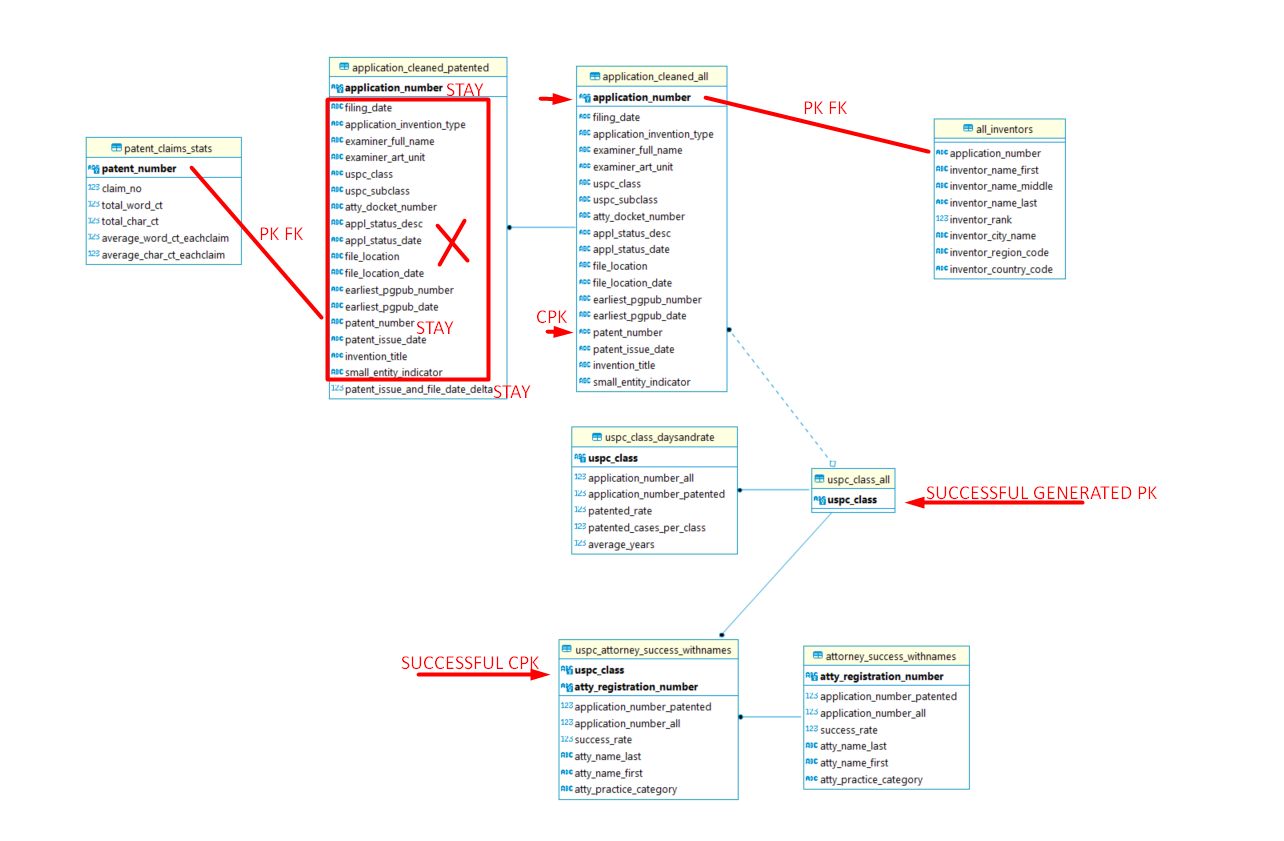 application_cleaned_patented
application_number STAY
filing_date
application_invention_type
examiner_full_name
examiner_art_unit
uspc_class
uspc_subclass
atty_docket_number
appl_status_desc
appl_status_date
file_location
file_location_date
earliest_pgpub_number
earliest_pgpub_date
patent_number STAY
patent_issue_date
invention_title
small_entity_indicator
patent_issue_and_file_date_delta STAY
application_cleaned_all
application_number
filing_date
application_invention_type
examiner_full_name
examiner_art_unit
uspc_class
uspc_subclass
atty_docket_number
appl_status_desc
appl_status_date
file_location
file_location_date
earliest_pgpub_number
earliest_pgpub_date
CPK
patent_number
patent_issue_date
invention_title
small_entity_indicator
PK FK
all_inventors
application_number
inventor_name_first
inventor_name_middle
inventor_name_last
inventor_rank
inventor_city_name
inventor_region_code
inventor_country_code
patent_claims_stats
patent_number
claim_no
total_word_ct
total_char_ct
average_word_ct_eachclaim
average_char_ct_eachclaim
PK FK
uspc_class_daysandrate
uspc_class
application_number_all
application_number_patented
patented_rate
patented_cases_per_class
average_years
uspc_class_all
uspc_class
SUCCESSFUL GENERATED PK
SUCCESSFUL CPK
uspc_attorney_success_withnames
uspc_class
atty_registration_number
application_number_patented
application_number_all
success_rate
atty_name_last
atty_name_first
atty_practice_category
attorney_success_withnames
atty_registration_number
application_number_patented
application_number_all
success_rate
atty_name_last
atty_name_first
atty_practice_category